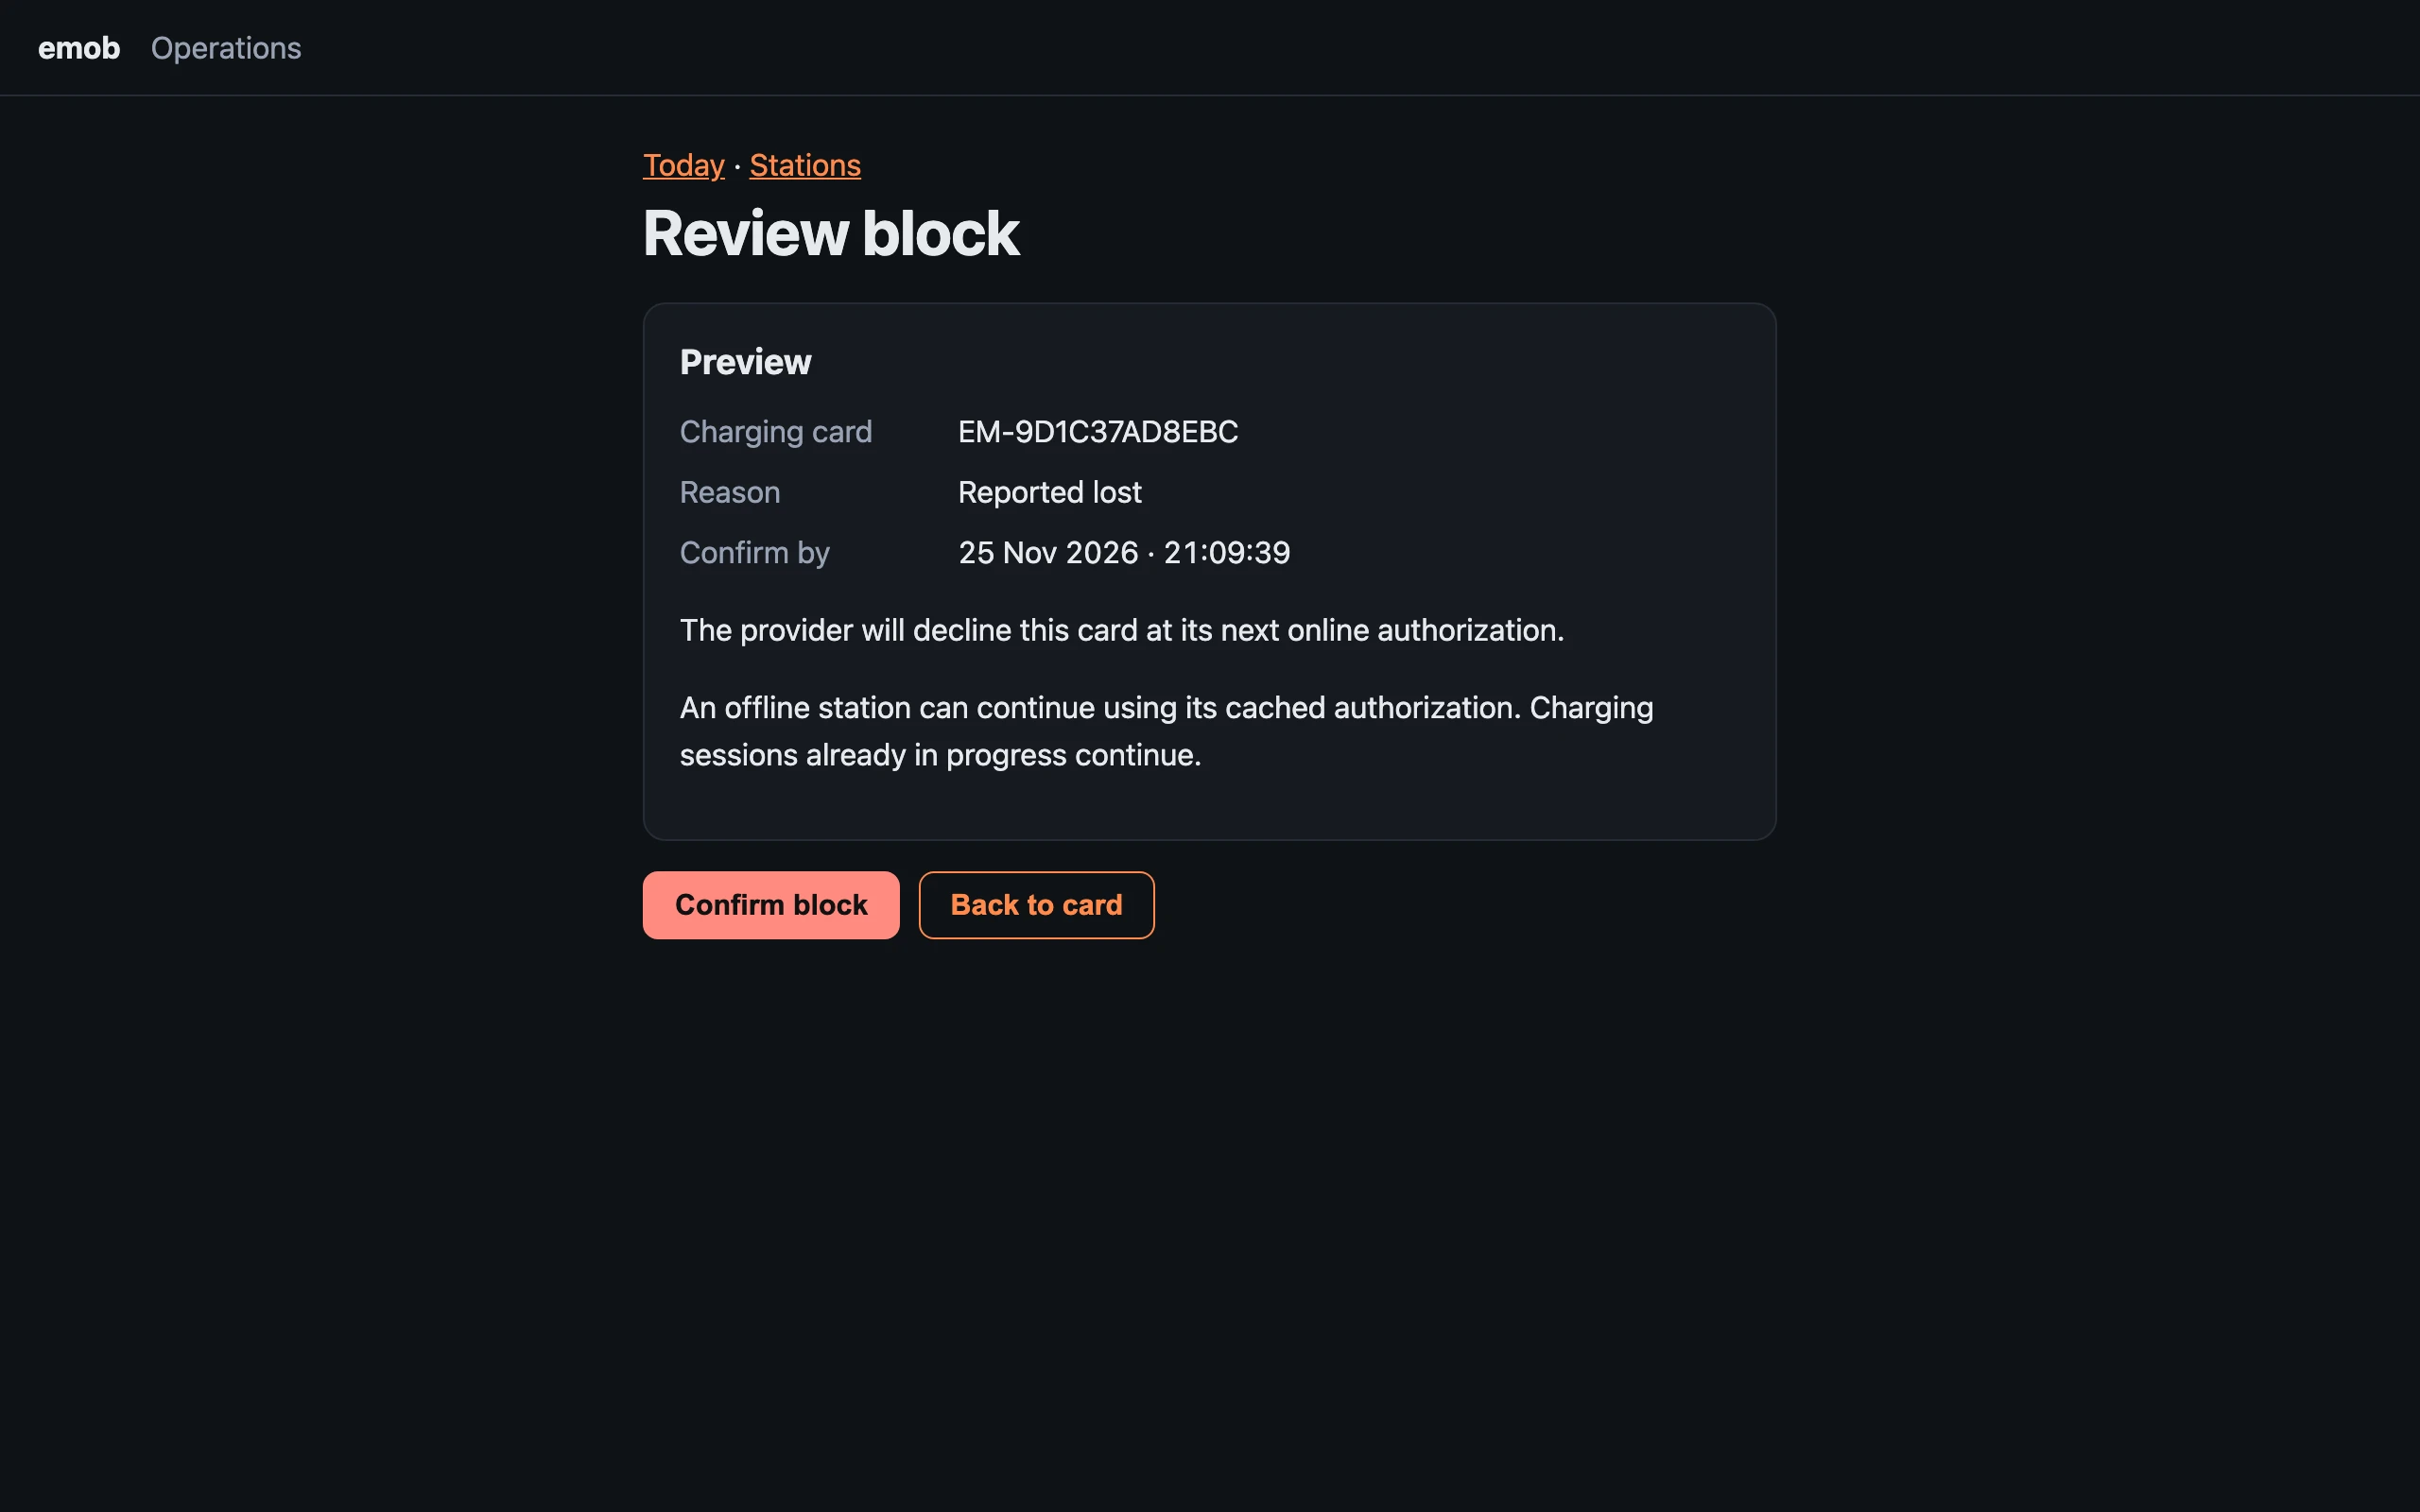 emob Operations
Today · Stations
Review block
Preview
Charging card EM-9D1C37AD8EBC
Reason Reported lost
Confirm by 25 Nov 2026 · 21:09:39
The provider will decline this card at its next online authorization.
An offline station can continue using its cached authorization. Charging
sessions already in progress continue.
Confirm block Back to card